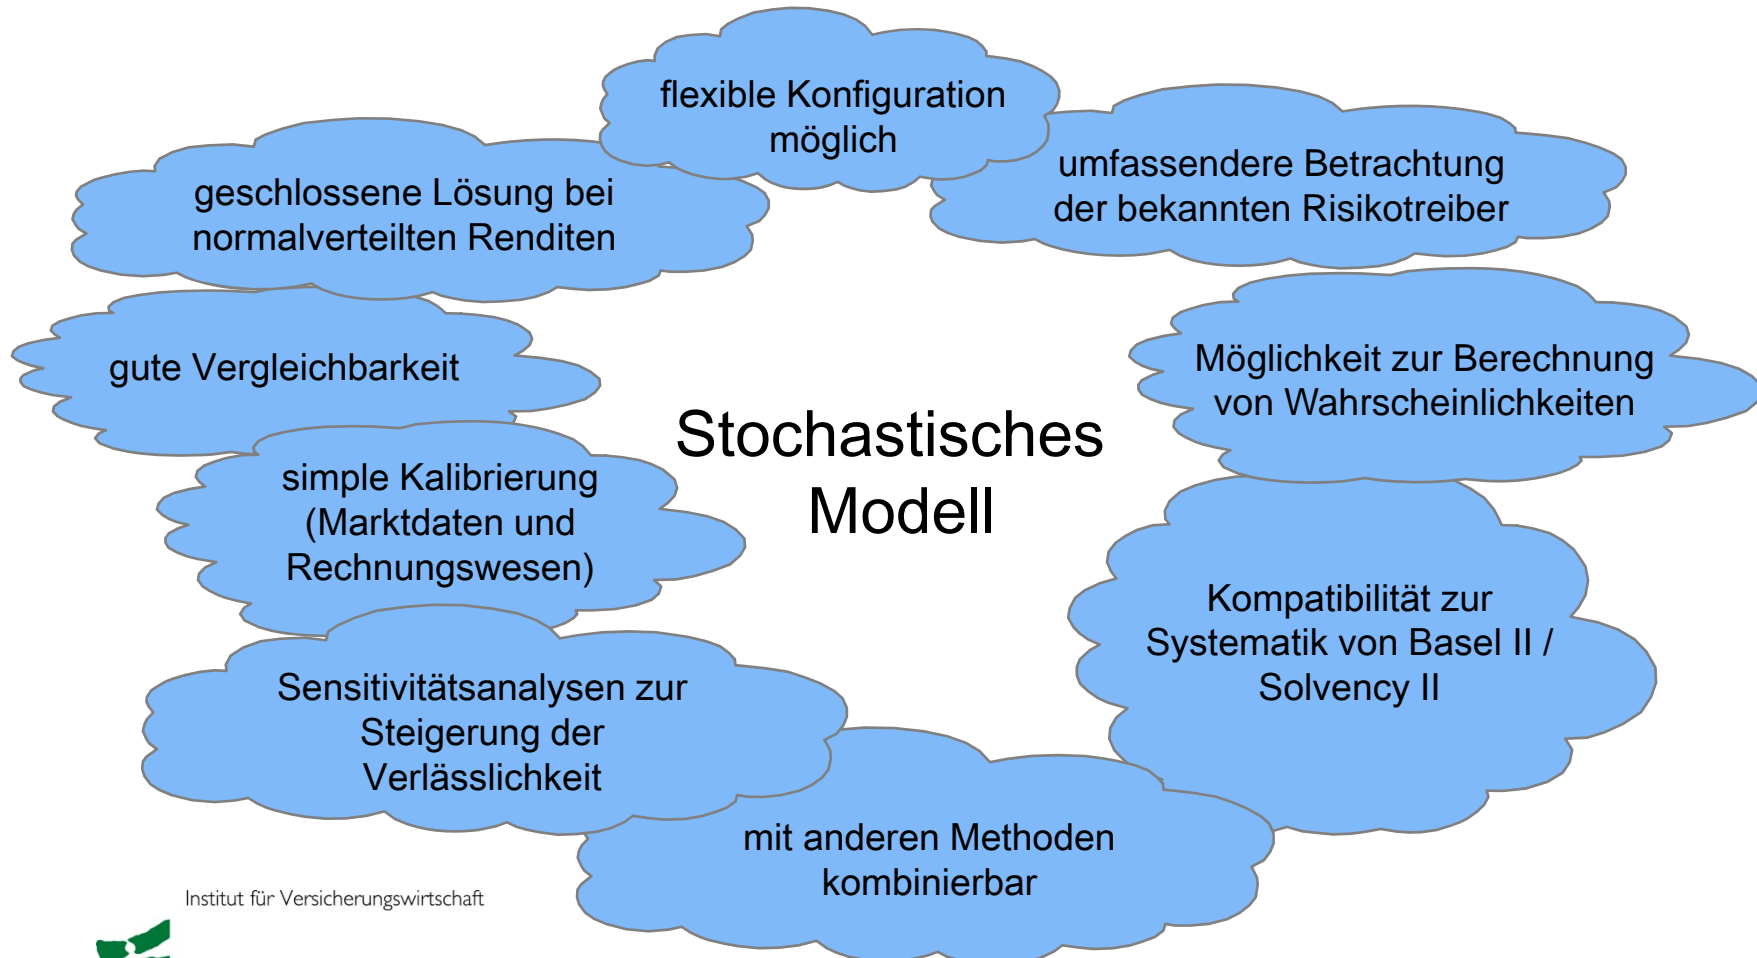 flexible Konfiguration
möglich
geschlossene Lösung bei
normalverteilten Renditen
umfassendere Betrachtung
der bekannten Risikotreiber
gute Vergleichbarkeit
Möglichkeit zur Berechnung
von Wahrscheinlichkeiten
Stochastisches
Modell
simple Kalibrierung
(Marktdaten und
Rechnungswesen)
Kompatibilität zur
Systematik von Basel II /
Solvency II
Sensitivitätsanalysen zur
Steigerung der
Verlässlichkeit
mit anderen Methoden
kombinierbar
Institut für Versicherungswirtschaft